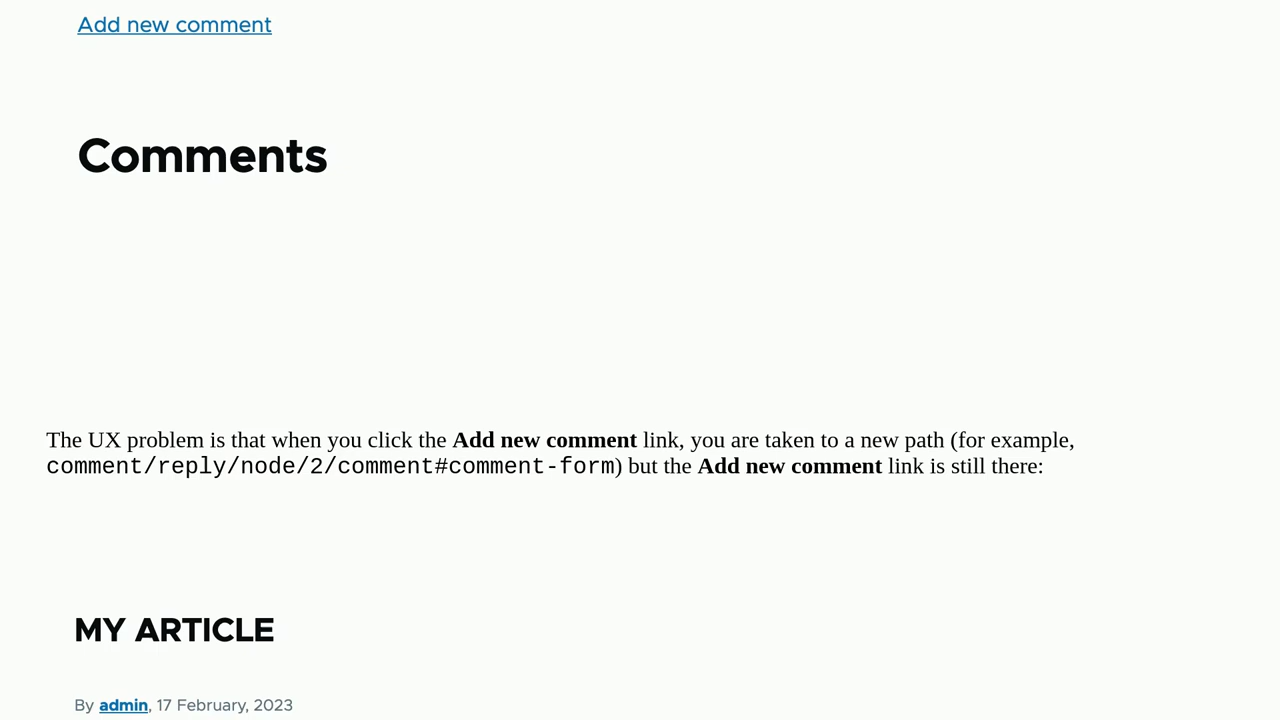 Add new comment
Comments
The UX problem is that when you click the Add new comment link, you are taken to a new path (for example,
comment/reply/node/2/comment#comment-form) but the Add new comment link is still there:
MY ARTICLE
By admin, 17 February, 2023